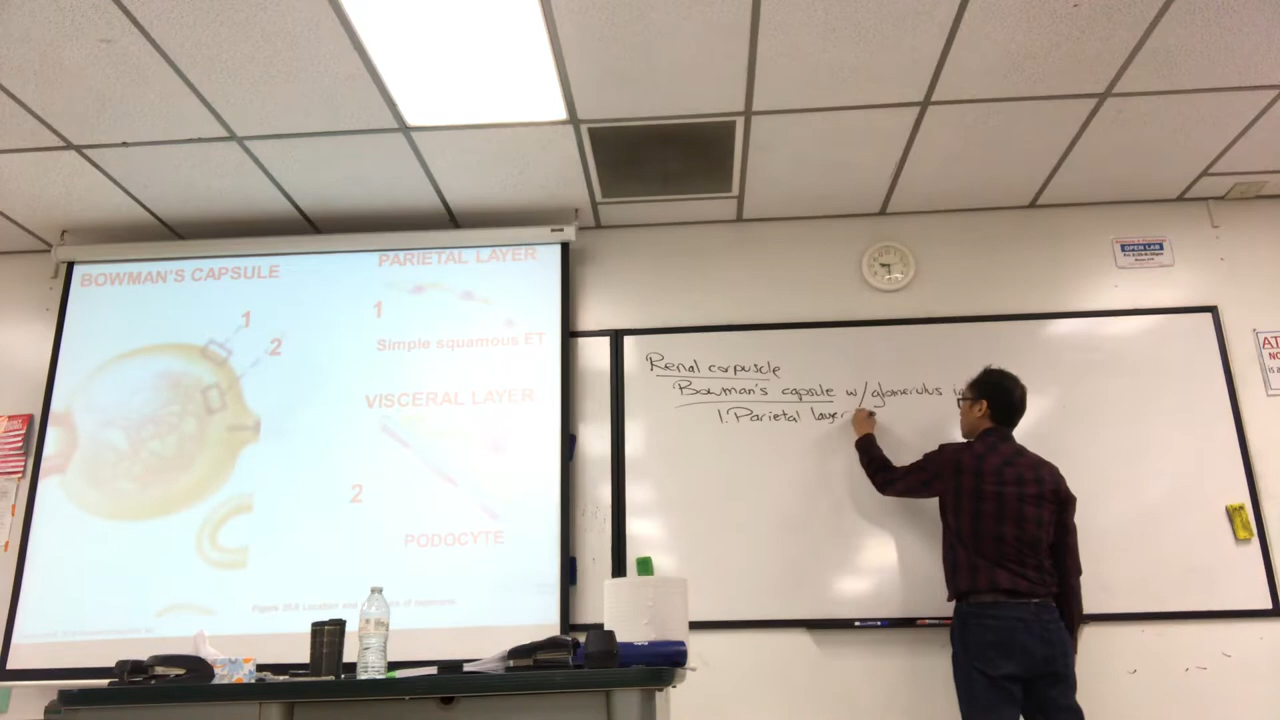 BOWMAN'S CAPSULE
PARIETAL LAYER
1
2
1
Simple squamous ET
VISCERAL LAYER
2
PODOCYTE
Renal corpuscle
Bowman's capsule w/glomerulus
1. Parietal layer
OPEN LAB